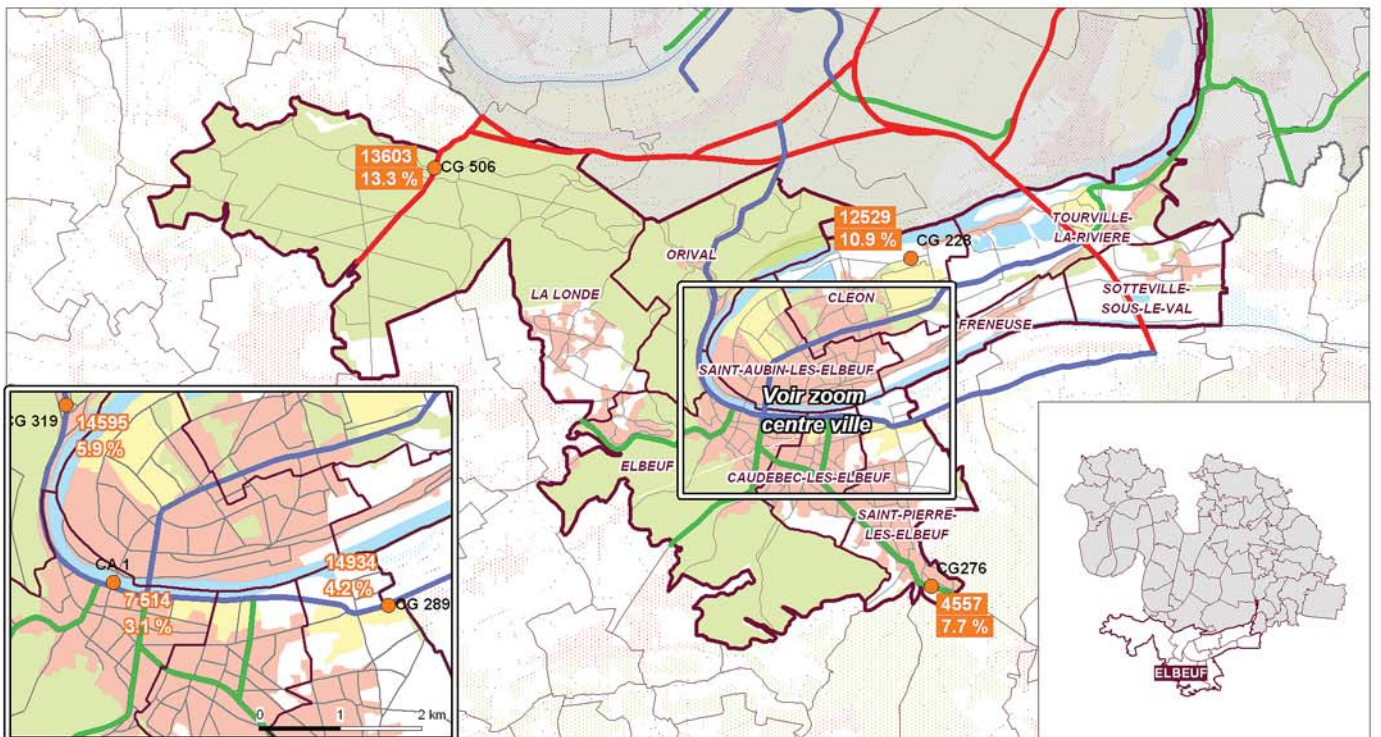 13603
13.3 %
CG 506
12529
10.9 %
CG 228
TOURVILLE-
LA-RIVIERE
ORIVAL
LA LONDE
CLEON
SOTTEVILLE-
SOUS-LE-VAL
FRENEUSE
SAINT-AUBIN-LES-ELBEUF
Voir zoom
centre ville
ELBEUF
CAUDEBEC-LES-ELBEUF
SAINT-PIERRE-
LES-ELBEUF
CG276
4557
7.7 %
CG 319
14595
5.9 %
CA 1
7 514
3.1 %
14934
4.2 %
CG 289
0 1 2 km
ELBEUF